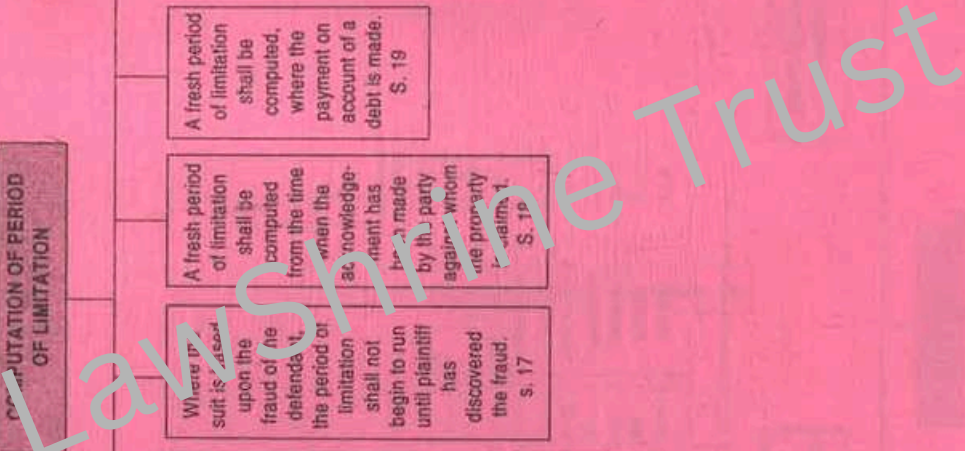 COMPUTATION OF PERIOD
OF LIMITATION
Where
suit is based
upon the
fraud of the
defendant,
the period of
limitation
shall not
begin to run
until plaintiff
has
discovered
the fraud.
s. 17
A fresh period
of limitation
shall be
computed
from the time
when the
acknowledge-
ment has
been made
by the party
against whom
the property
is claimed.
S. 18
A fresh period
of limitation
shall be
computed,
where the
payment on
account of a
debt is made.
S. 19
LawShrine Trust